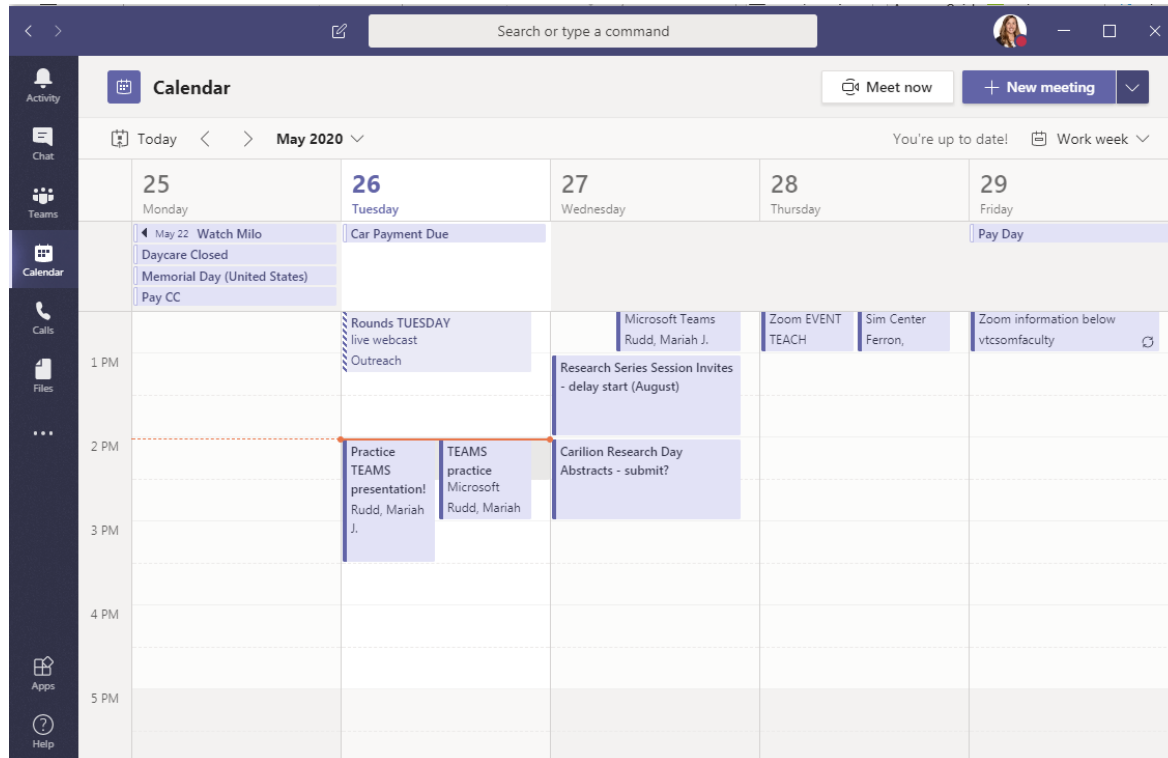 Search or type a command
Activity
Chat
Teams
Calendar
Calls
Files
Apps
Help
Calendar
Meet now
New meeting
Today
May 2020
You're up to date!
Work week
25
Monday
26
Tuesday
27
Wednesday
28
Thursday
29
Friday
May 22 Watch Milo
Daycare Closed
Memorial Day (United States)
Pay CC
Car Payment Due
Pay Day
1 PM
2 PM
3 PM
4 PM
5 PM
Rounds TUESDAY
live webcast
Outreach
Practice
TEAMS
presentation!
Rudd, Mariah
J.
TEAMS
practice
Microsoft
Rudd, Mariah
Microsoft Teams
Rudd, Mariah J.
Research Series Session Invites
- delay start (August)
Carilion Research Day
Abstracts - submit?
Zoom EVENT
TEACH
Sim Center
Ferron,
Zoom information below
vtcsomfaculty